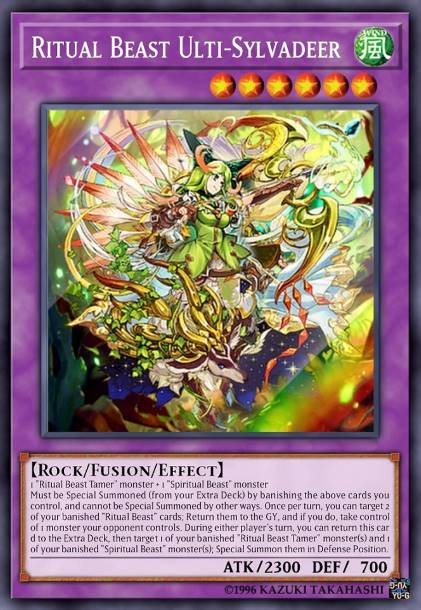 RITUAL BEAST ULTI-SYLVADEER
WIND
風
【ROCK/FUSION/EFFECT】
1 "Ritual Beast Tamer" monster + 1 "Spiritual Beast" monster
Must be Special Summoned (from your Extra Deck) by banishing the above cards you
control, and cannot be Special Summoned by other ways. Once per turn, you can target 2
of your banished "Ritual Beast" cards; Return them to the GY, and if you do, take control
of 1 monster your opponent controls. During either player's turn, you can return this car
d to the Extra Deck, then target 1 of your banished "Ritual Beast Tamer" monster(s) and 1
of your banished "Spiritual Beast" monster(s); Special Summon them in Defense Position.
ATK/2300 DEF/ 700
©1996 KAZUKI TAKAHASHI